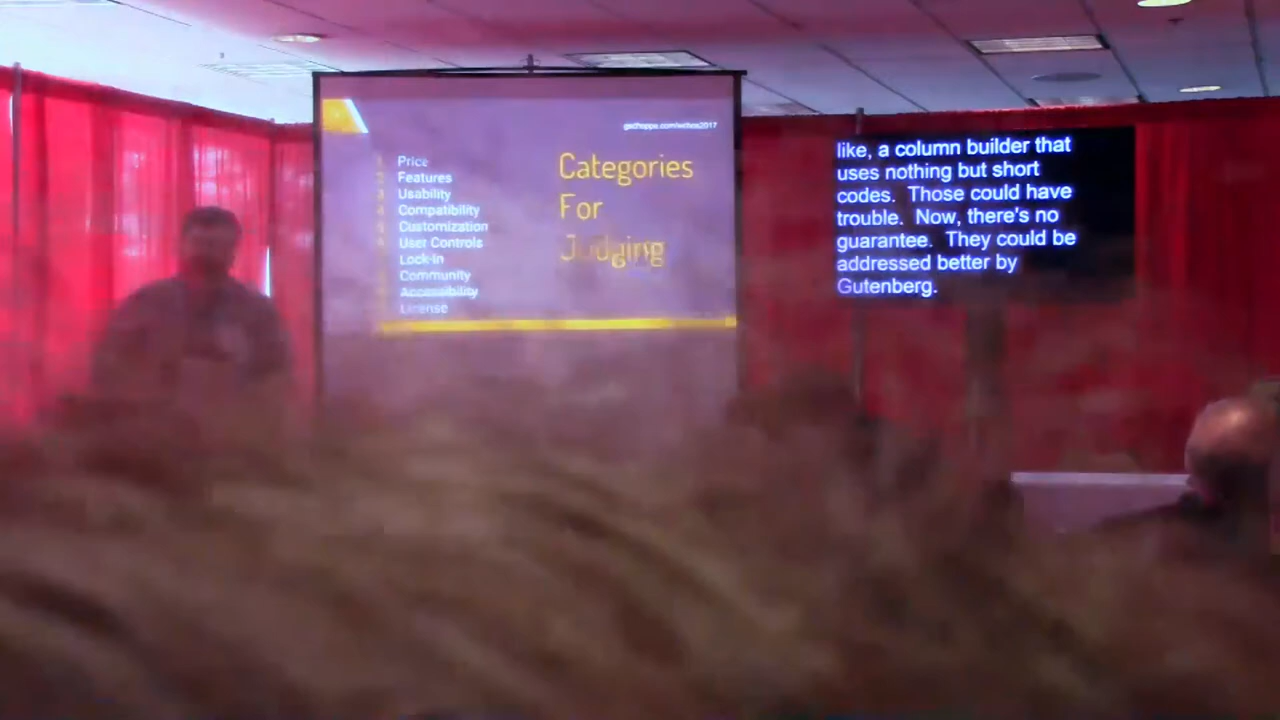 Price
Features
Usability
Compatibility
Customization
User Controls
Lock-in
Community
Accessibility
License
Categories
For
Judging
like, a column builder that
uses nothing but short
codes. Those could have
trouble. Now, there's no
guarantee. They could be
addressed better by
Gutenberg.